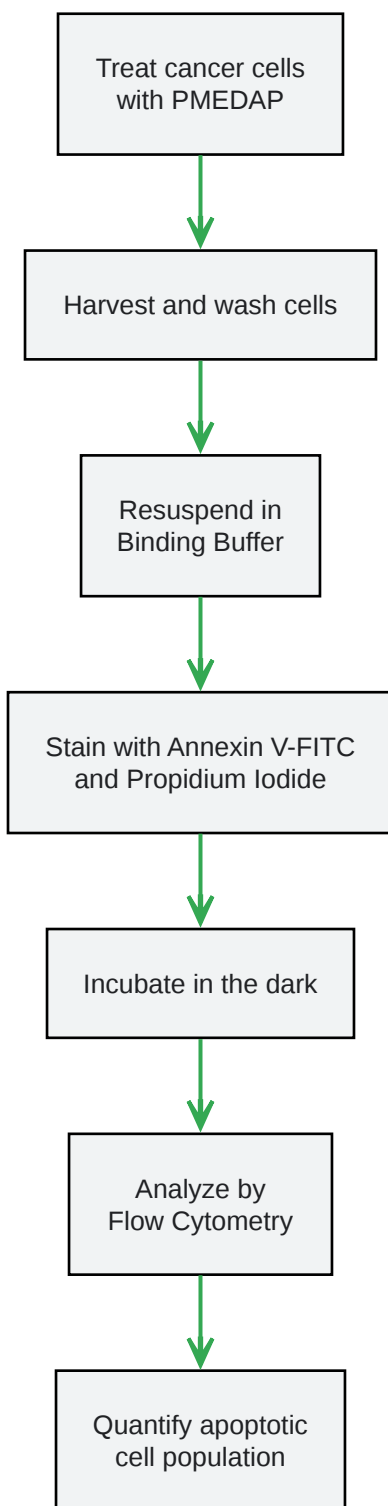 Treat cancer cells
with PMEDAP
Harvest and wash cells
Resuspend in
Binding Buffer
Stain with Annexin V-FITC
and Propidium Iodide
Incubate in the dark
Analyze by
Flow Cytometry
Quantify apoptotic
cell population